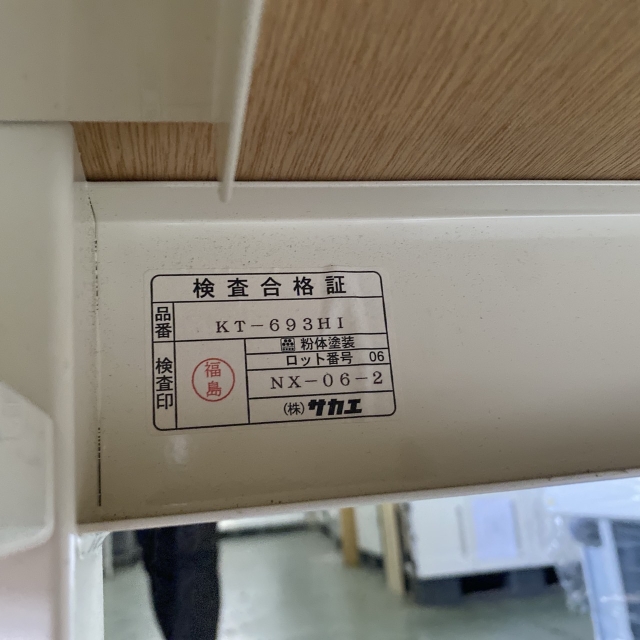 検査合格証
品番 KT-693HI
検査印 福島
品 粉体塗装
ロット番号 06
NX-06-2
(株)サカエ